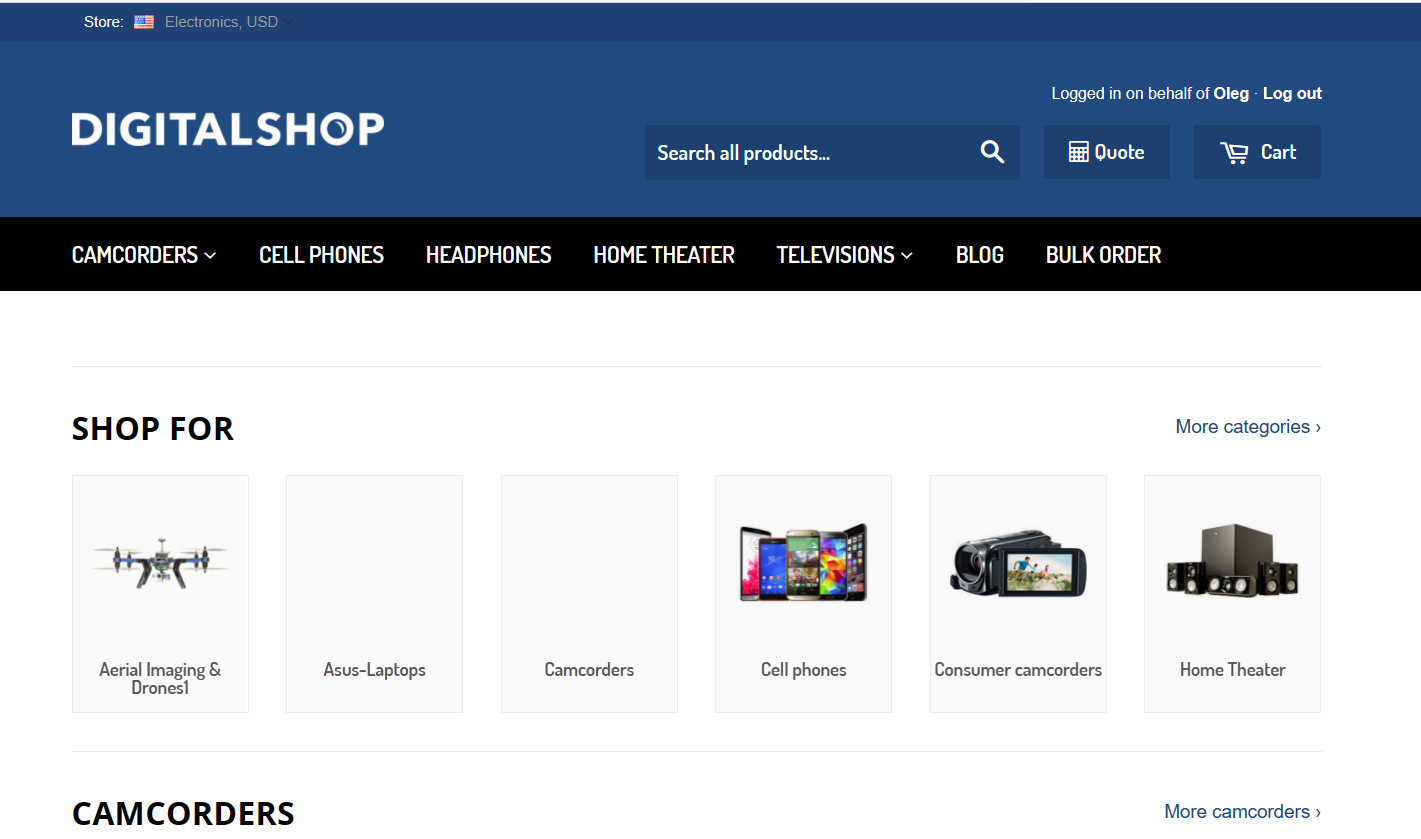 Store: Electronics, USD
Logged in on behalf of Oleg · Log out
DIGITALSHOP
Search all products...
Quote
Cart
CAMCORDERS
CELL PHONES
HEADPHONES
HOME THEATER
TELEVISIONS
BLOG
BULK ORDER
SHOP FOR
More categories ›
Aerial Imaging &
Drones1
Asus-Laptops
Camcorders
Cell phones
Consumer camcorders
Home Theater
CAMCORDERS
More camcorders ›